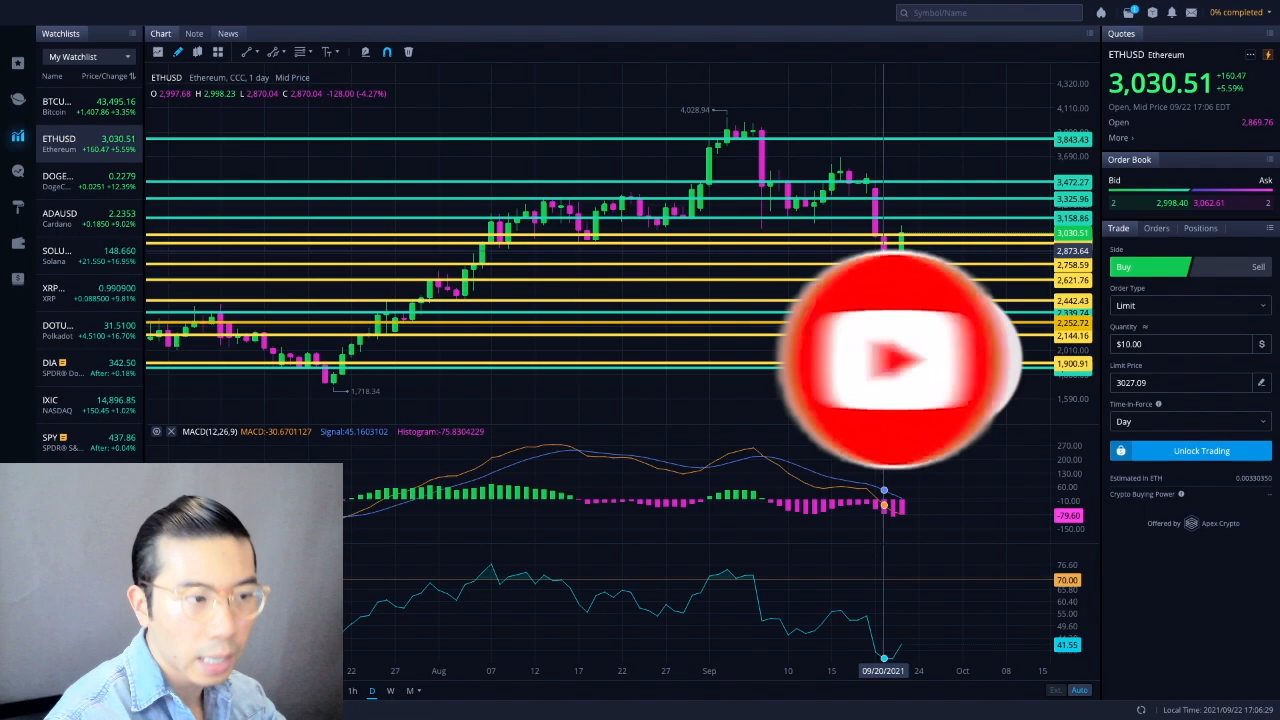 Symbol/Name
1
0% completed
Watchlists
Chart
Note
News
Quotes
My Watchlist
Name
Price/Change
BTCU...
43,495.16
Bitcoin
+1,407.86 +3.35%
ETHUSD
3,030.51
Ethereum
+160.47 +5.59%
DOGE...
0.2279
DogeC...
+0.0251 +12.39%
ADAUSD
2.2353
Cardano
+0.1850 +9.02%
SOLU...
148.660
Solana
+21.550 +16.95%
XRP...
0.990900
XRP
+0.088500 +9.81%
DOTU...
31.5100
Polkadot
+4.5100 +16.70%
DIA
342.50
SPDR® Do...
After: +0.18%
IXIC
14,896.85
NASDAQ
+150.45 +1.02%
SPY
437.86
SPDR® S&...
After: +0.04%
ETHUSD Ethereum, CCC, 1 day Mid Price
O 2,997.68 H 2,998.23 L 2,870.04 C 2,870.04 -128.00 (-4.27%)
4,028.94
1,718.34
4,320.00
4,110.00
3,843.43
3,690.00
3,472.27
3,325.96
3,158.86
3,030.51
2,873.64
2,758.59
2,621.76
2,442.43
2,339.74
2,252.72
2,144.16
2,010.00
1,900.91
1,590.00
MACD(12,26,9) MACD:-30.6701127 Signal:45.1603102 Histogram:-75.8304229
270.00
200.00
130.00
60.00
-10.00
-79.60
-150.00
76.60
70.00
65.80
60.40
55.00
49.60
41.55
22 27 Aug 07 12 17 22 27 Sep 10 15 09/20/2021 24 Oct 08 15
1h D W M
Ext. Auto
ETHUSD Ethereum
3,030.51
+160.47
+5.59%
Open, Mid Price 09/22 17:06 EDT
Open
2,869.76
More ›
Order Book
Bid
Ask
2 2,998.40 3,062.61 2
Trade
Orders
Positions
Side
Buy
Sell
Order Type
Limit
Quantity
$10.00
$
Limit Price
3027.09
Time-in-Force
Day
Unlock Trading
Estimated in ETH
0.00330350
Crypto Buying Power
--
Offered by Apex Crypto
Local Time: 2021/09/22 17:06:29